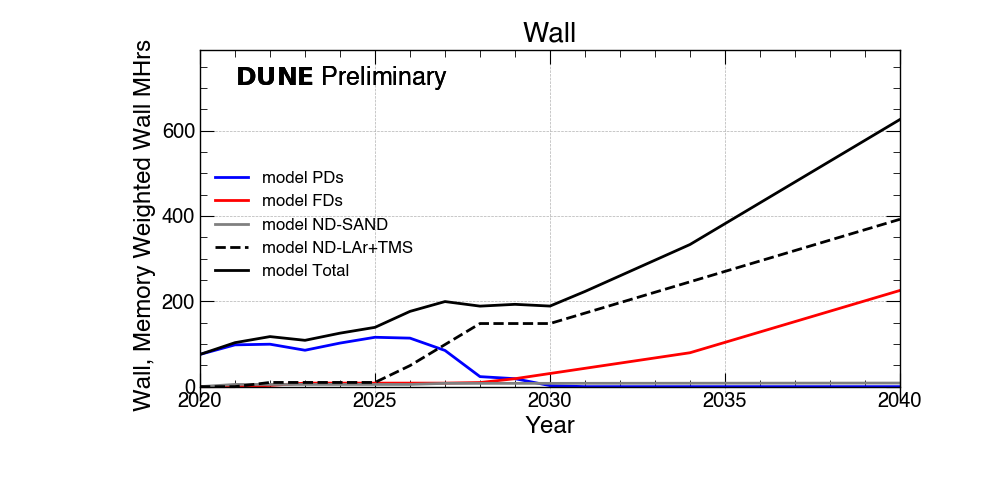 Wall
DUNE Preliminary
Wall, Memory Weighted Wall MHrs
600
400
200
0
model PDs
model FDs
model ND-SAND
model ND-LAr+TMS
model Total
2020 2025 2030 2035 2040
Year